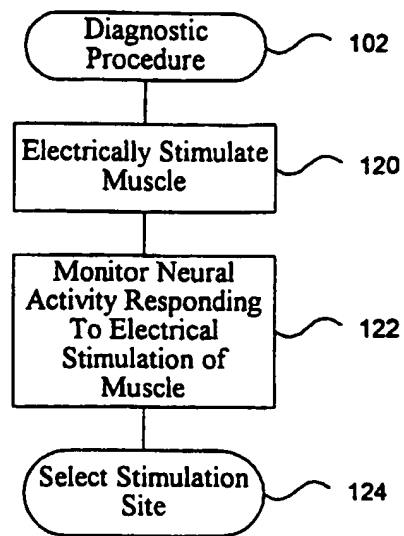 Diagnostic
Procedure
102
Electrically Stimulate
Muscle
120
Monitor Neural
Activity Responding
To Electrical
Stimulation of
Muscle
122
Select Stimulation
Site
124